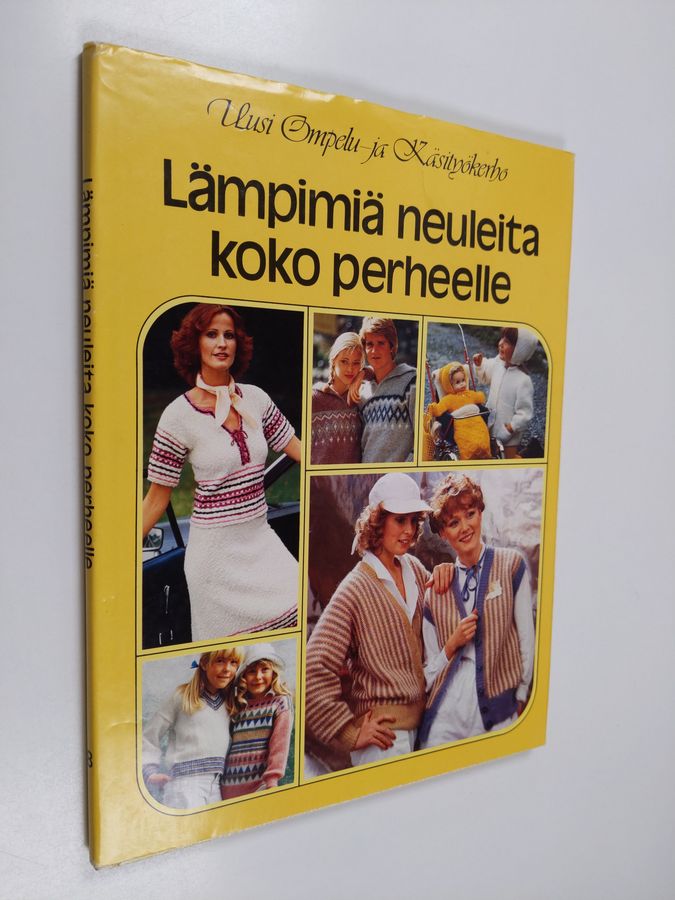 Uusi Ompelu-ja Käsityökerho
Lämpimiä neuleita
koko perheelle
Lämpimiä neuleita koko perheelle